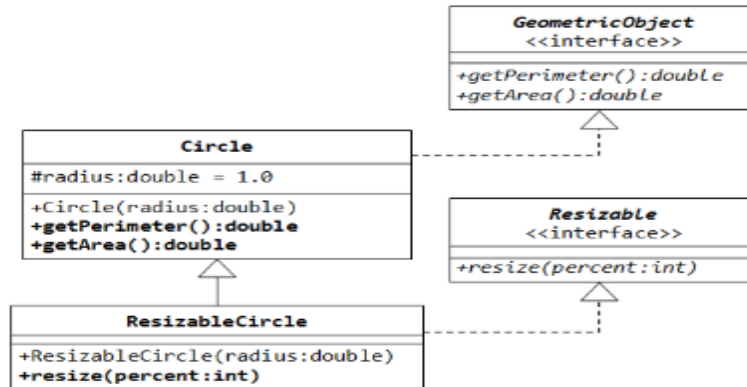 GeometricObject
<<interface>>
+getPerimeter():double
+getArea():double
Circle
#radius:double = 1.0
+Circle(radius:double)
+getPerimeter():double
+getArea():double
Resizable
<<interface>>
+resize(percent:int)
ResizableCircle
+ResizableCircle(radius:double)
+resize(percent:int)